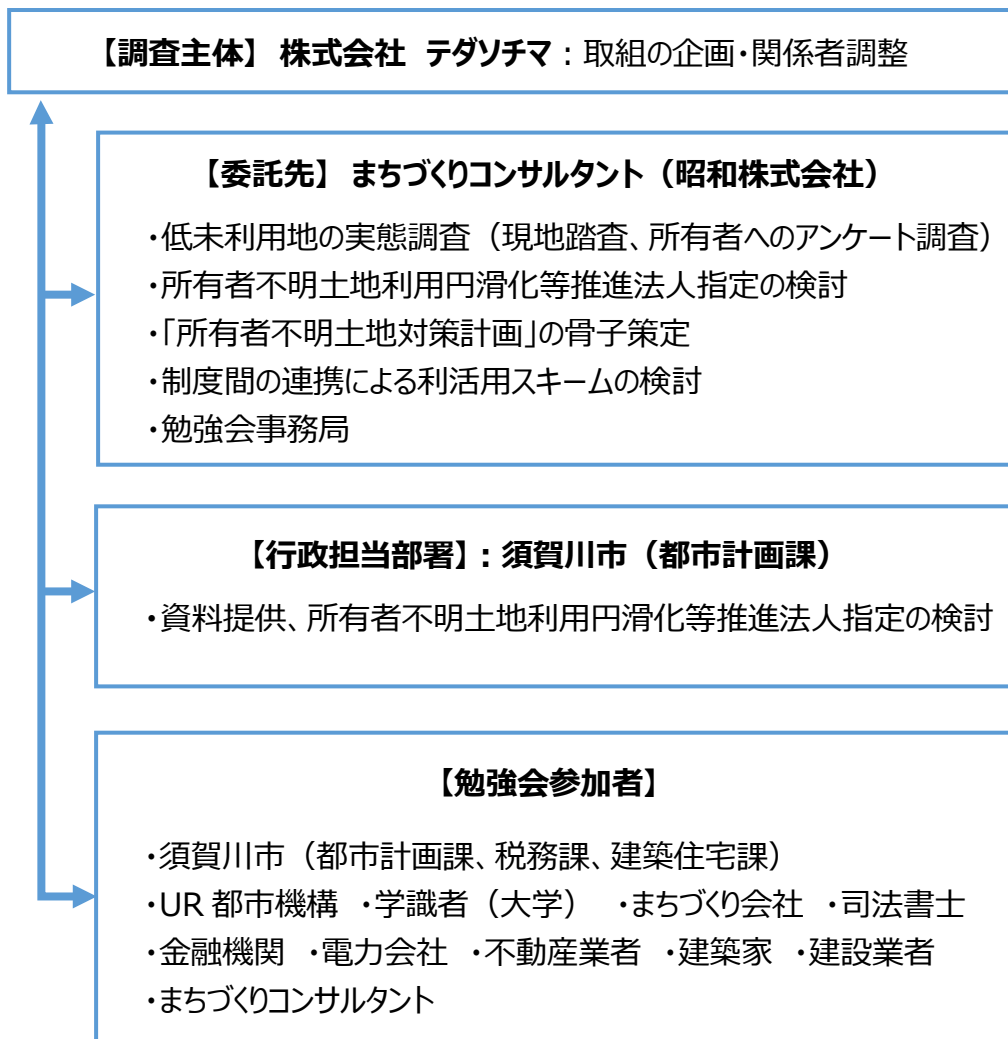 【調査主体】 株式会社 テダソチマ：取組の企画・関係者調整
【委託先】 まちづくりコンサルタント（昭和株式会社）
・低未利用地の実態調査（現地踏査、所有者へのアンケート調査）
・所有者不明土地利用円滑化等推進法人指定の検討
・「所有者不明土地対策計画」の骨子策定
・制度間の連携による利活用スキームの検討
・勉強会事務局
【行政担当部署】：須賀川市（都市計画課）
・資料提供、所有者不明土地利用円滑化等推進法人指定の検討
【勉強会参加者】
・須賀川市（都市計画課、税務課、建築住宅課）
・UR 都市機構 ・学識者（大学） ・まちづくり会社 ・司法書士
・金融機関 ・電力会社 ・不動産業者 ・建築家 ・建設業者
・まちづくりコンサルタント